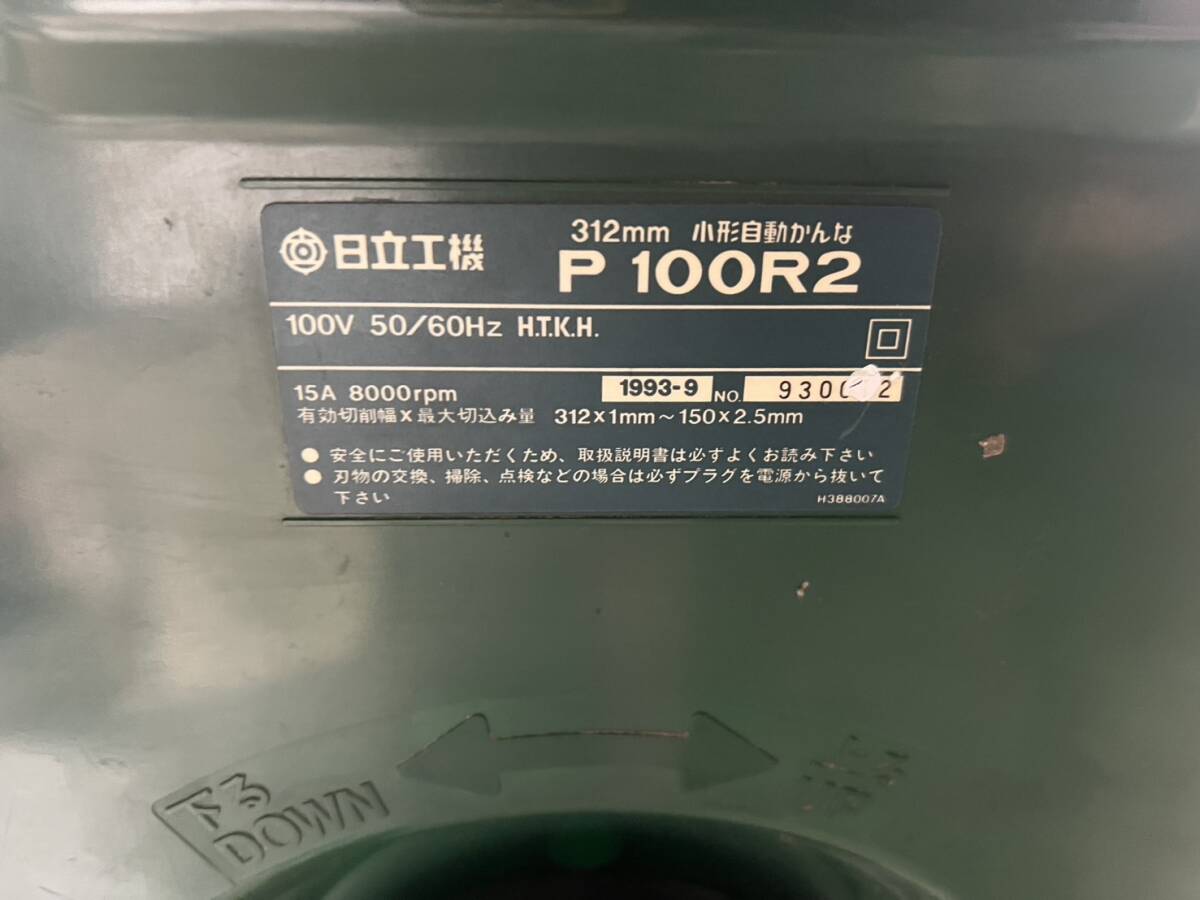 日立工機
312mm 小形自動かんな
P 100R2
100V 50/60Hz H.T.K.H.
15A 8000rpm
1993-9 NO.
有効切削幅x最大切込み量 312x1mm～150x2.5mm
● 安全にご使用いただくため、取扱説明書は必ずよくお読み下さい
● 刃物の交換、掃除、点検などの場合は必ずプラグを電源から抜いて
下さい
H388007A
下る
DOWN